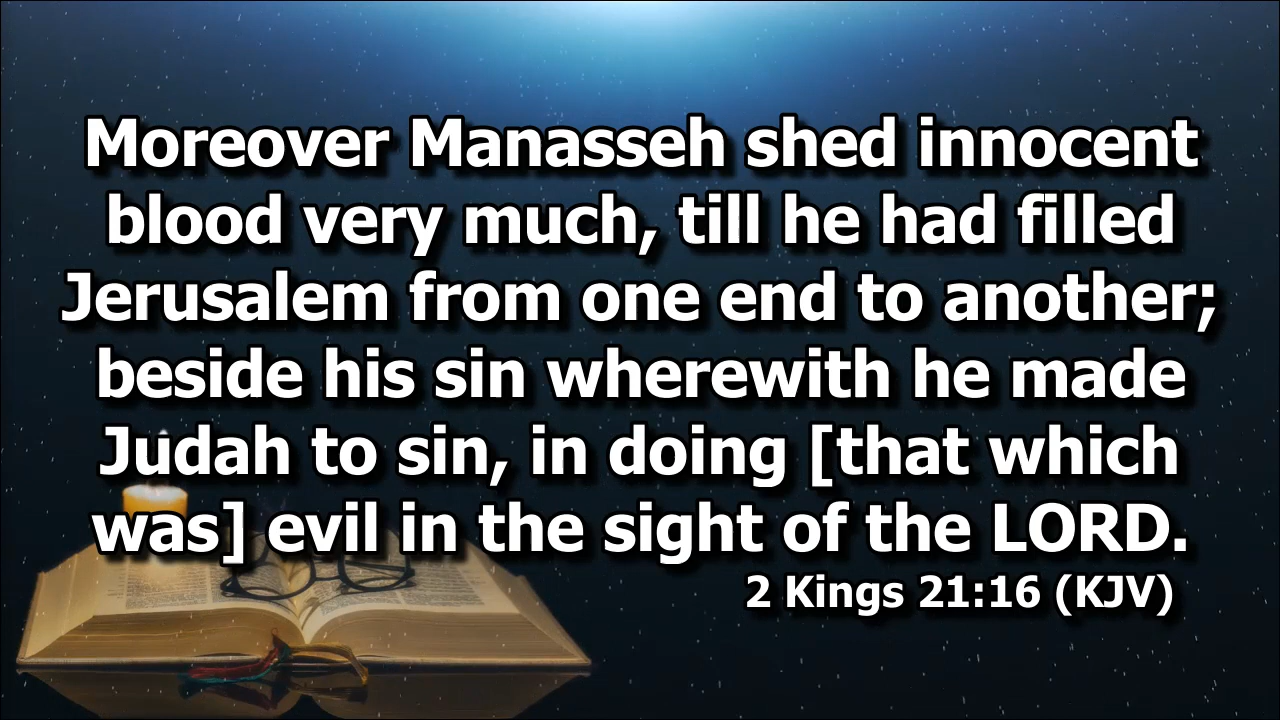 Moreover Manasseh shed innocent
blood very much, till he had filled
Jerusalem from one end to another;
beside his sin wherewith he made
Judah to sin, in doing [that which
was] evil in the sight of the LORD.
2 Kings 21:16 (KJV)